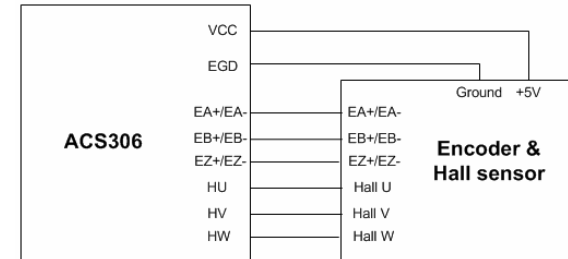 VCC
EGD
Ground +5V
EA+/EA- EA+/EA-
EB+/EB- EB+/EB-
ACS306
Encoder &
EZ+/EZ- EZ+/EZ-
Hall sensor
HU Hall U
HV Hall V
HW Hall W